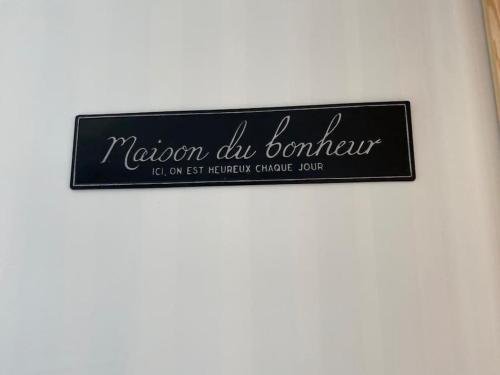 Maison du bonheur
ICI, ON EST HEUREUX CHAQUE JOUR